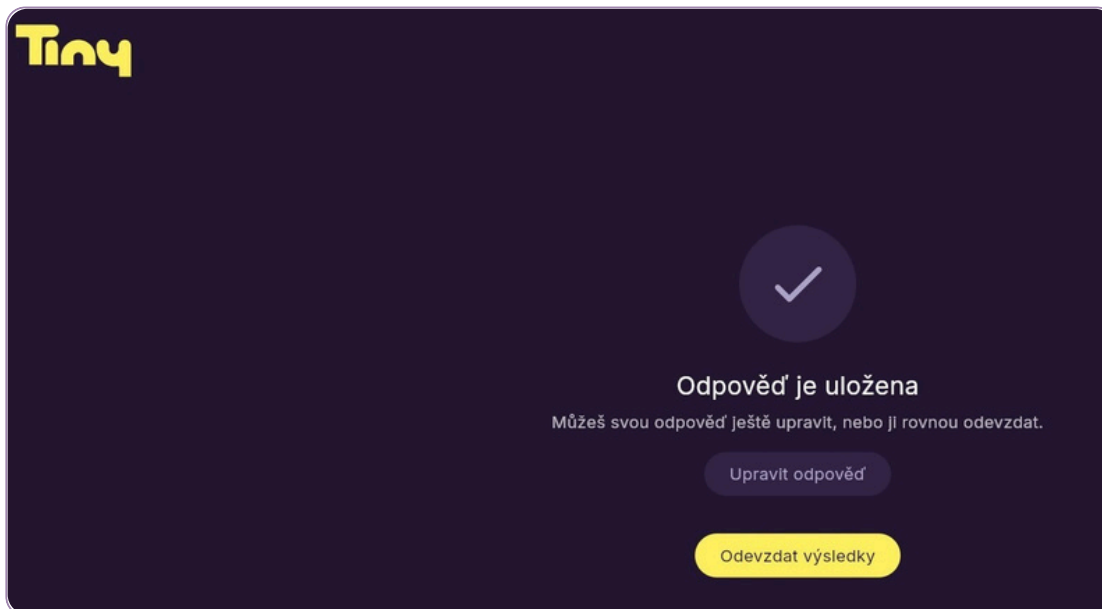 Tiny
Odpověď je uložena
Můžeš svou odpověď ještě upravit, nebo ji rovnou odevzdat.
Upravit odpověď
Odevzdat výsledky